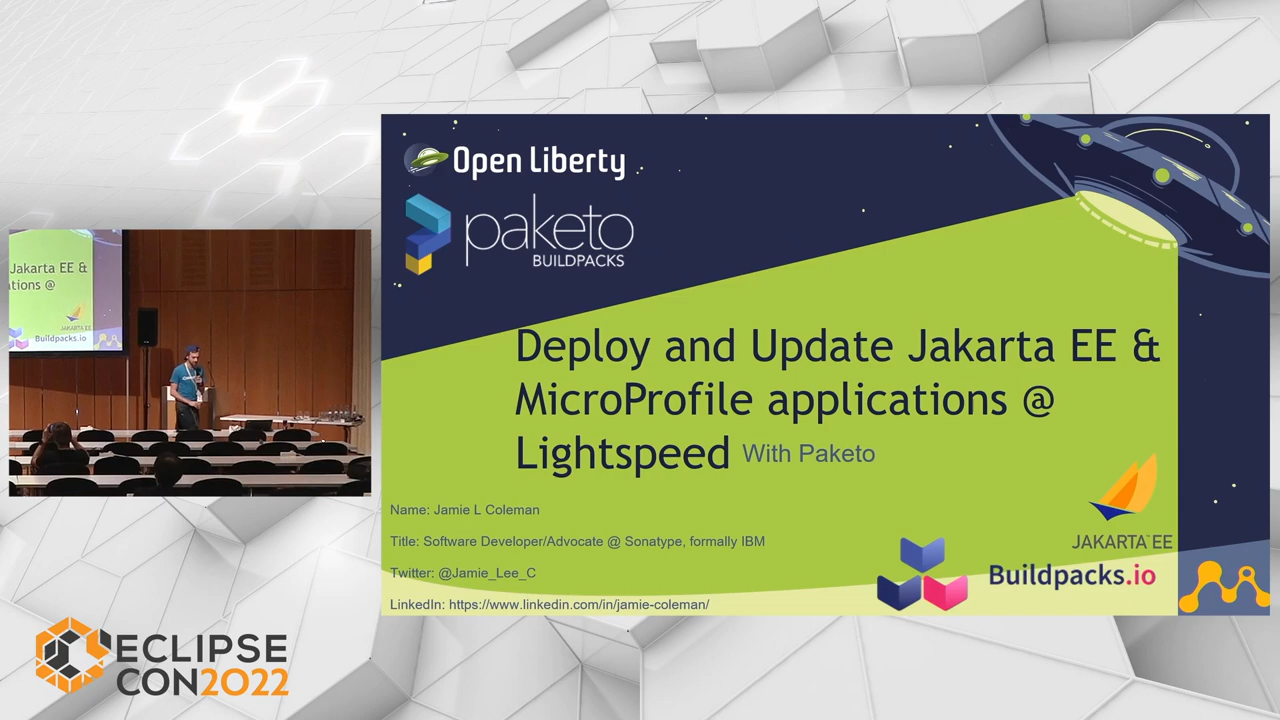 Open Liberty
paketo
BUILDPACKS
Deploy and Update Jakarta EE &
MicroProfile applications @
Lightspeed With Paketo
Name: Jamie L Coleman
Title: Software Developer/Advocate @ Sonatype, formally IBM
Twitter: @Jamie_Lee_C
LinkedIn: https://www.linkedin.com/in/jamie-coleman/
JAKARTA EE
Buildpacks.io
Jakarta EE &
tions @
JAKARTA EE
Buildpacks.io
ECLIPSE
CON2022